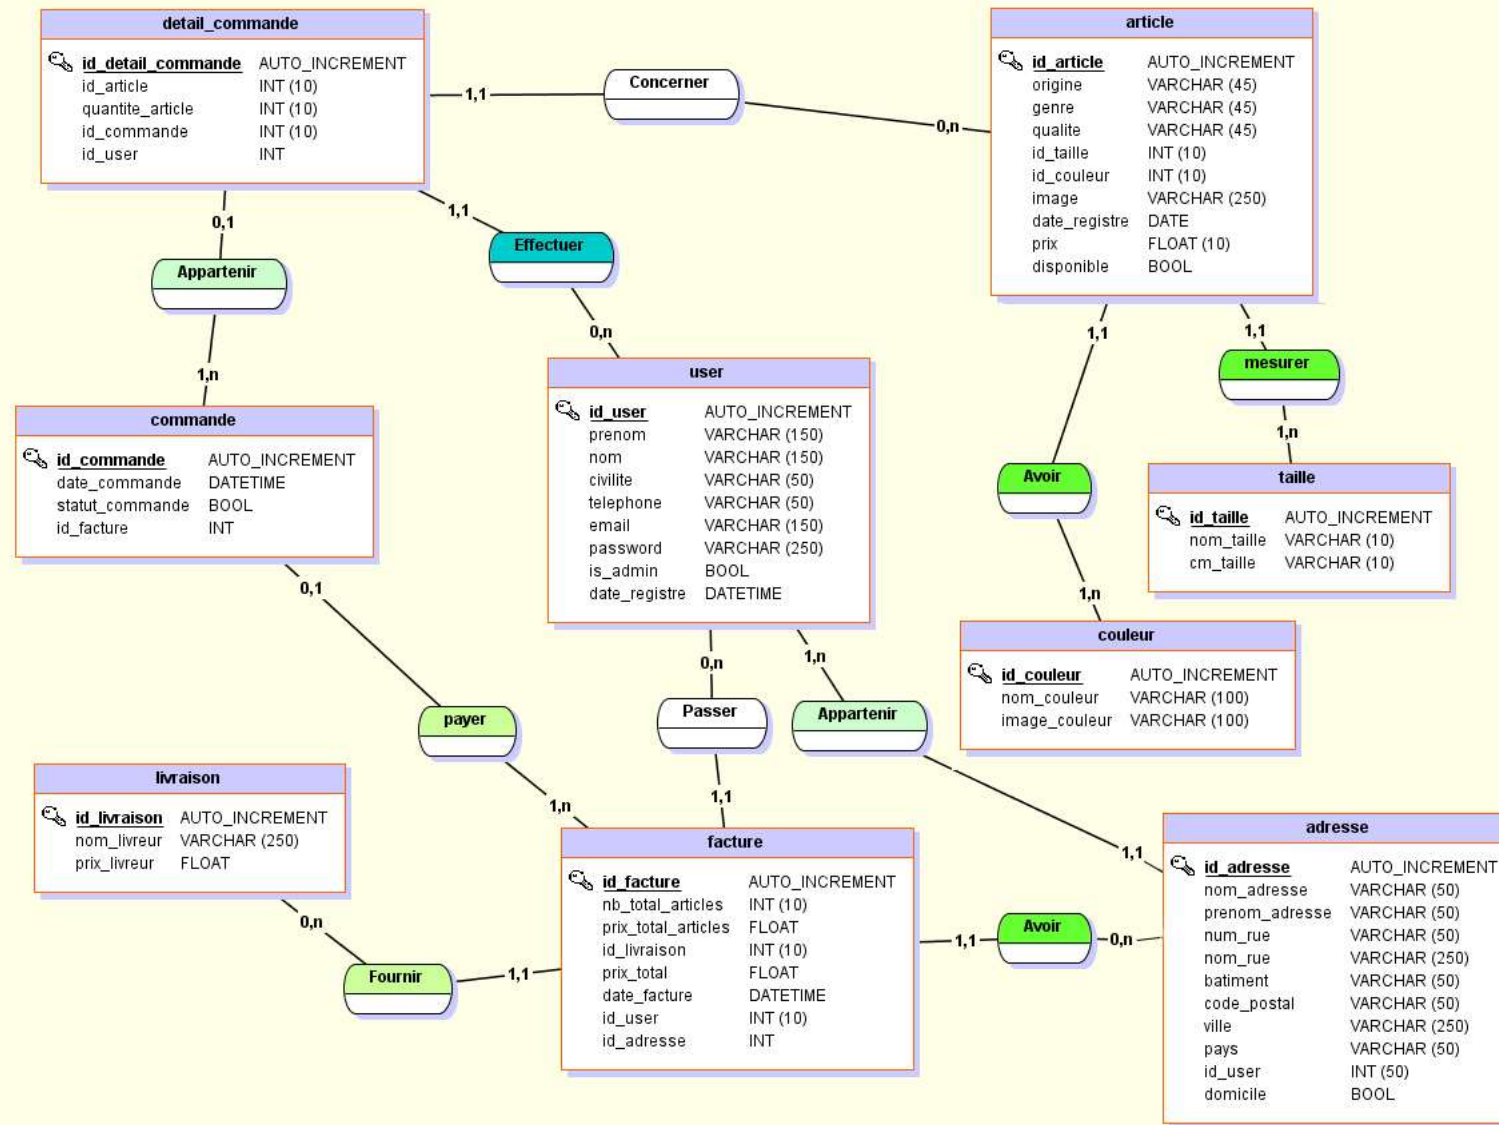 detail_commande
id_detail_commande AUTO_INCREMENT
id_article INT (10)
quantite_article INT (10)
id_commande INT (10)
id_user INT
1,1
Concerner
0,n
article
id_article AUTO_INCREMENT
origine VARCHAR (45)
genre VARCHAR (45)
qualite VARCHAR (45)
id_taille INT (10)
id_couleur INT (10)
image VARCHAR (250)
date_registre DATE
prix FLOAT (10)
disponible BOOL
0,1
Appartenir
1,n
1,1
Effectuer
0,n
1,1
Avoir
1,n
1,1
mesurer
1,n
commande
id_commande AUTO_INCREMENT
date_commande DATETIME
statut_commande BOOL
id_facture INT
user
id_user AUTO_INCREMENT
prenom VARCHAR (150)
nom VARCHAR (150)
civilite VARCHAR (50)
telephone VARCHAR (50)
email VARCHAR (150)
password VARCHAR (250)
is_admin BOOL
date_registre DATETIME
taille
id_taille AUTO_INCREMENT
nom_taille VARCHAR (10)
cm_taille VARCHAR (10)
couleur
id_couleur AUTO_INCREMENT
nom_couleur VARCHAR (100)
image_couleur VARCHAR (100)
0,1
payer
1,n
0,n
Passer
1,1
1,n
Appartenir
1,1
livraison
id_livraison AUTO_INCREMENT
nom_livreur VARCHAR (250)
prix_livreur FLOAT
0,n
Fournir
1,1
facture
id_facture AUTO_INCREMENT
nb_total_articles INT (10)
prix_total_articles FLOAT
id_livraison INT (10)
prix_total FLOAT
date_facture DATETIME
id_user INT (10)
id_adresse INT
1,1
Avoir
0,n
adresse
id_adresse AUTO_INCREMENT
nom_adresse VARCHAR (50)
prenom_adresse VARCHAR (50)
num_rue VARCHAR (50)
nom_rue VARCHAR (250)
batiment VARCHAR (50)
code_postal VARCHAR (50)
ville VARCHAR (250)
pays VARCHAR (50)
id_user INT (50)
domicile BOOL